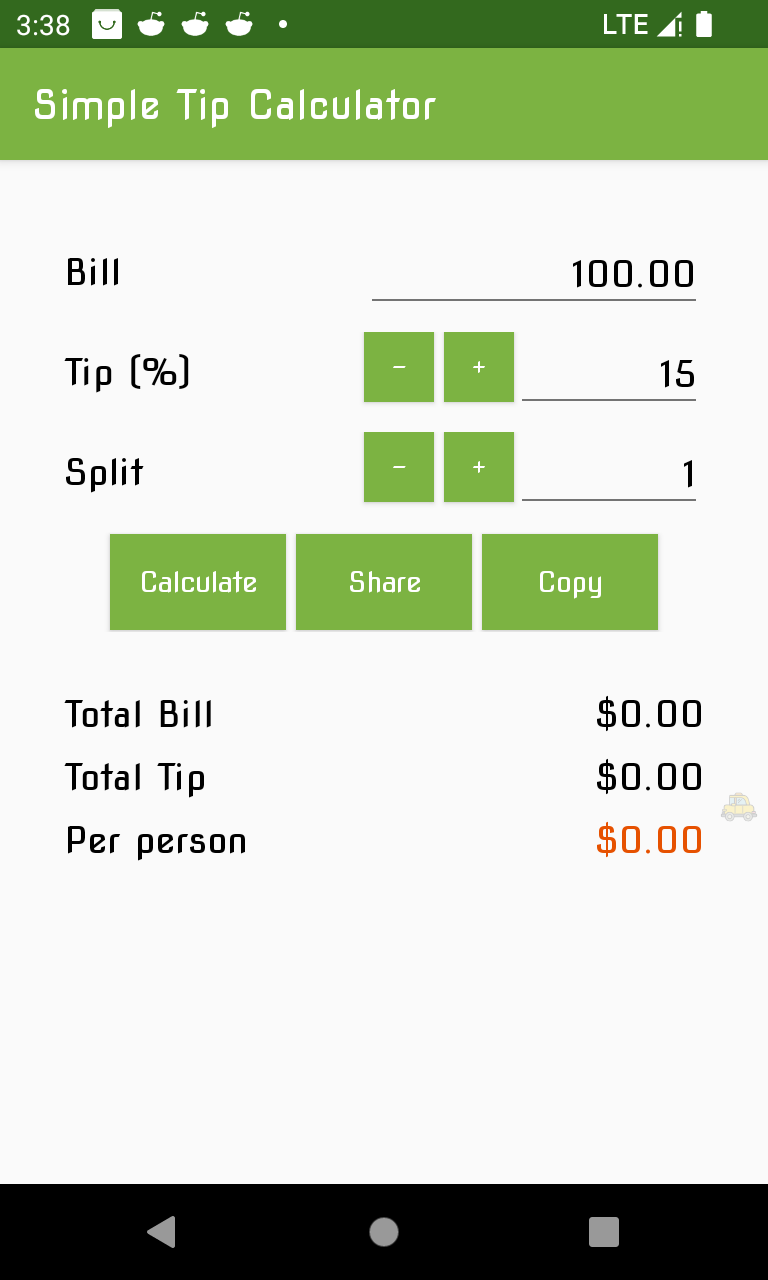 3:38 LTE
Simple Tip Calculator
Bill 100.00
Tip (%) - + 15
Split - + 1
Calculate Share Copy
Total Bill $0.00
Total Tip $0.00
Per person $0.00